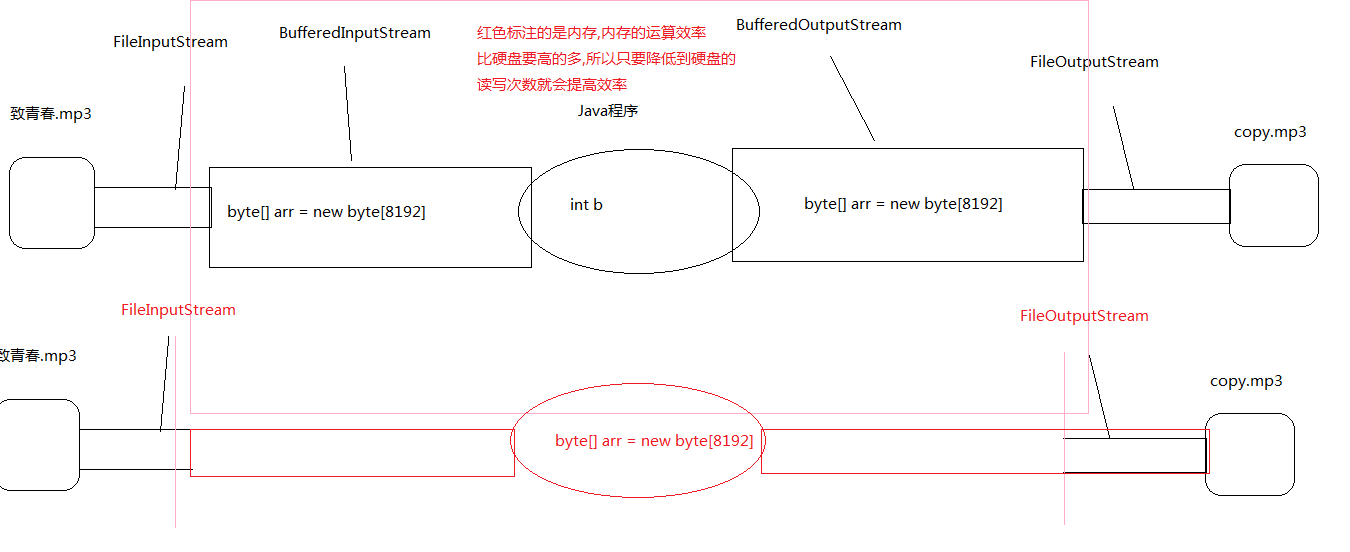 FileInputStream
BufferedInputStream
红色标注的是内存,内存的运算效率
比硬盘要高的多,所以只要降低到硬盘的
读写次数就会提高效率
BufferedOutputStream
FileOutputStream
致青春.mp3
Java程序
copy.mp3
byte[] arr = new byte[8192]
int b
byte[] arr = new byte[8192]
FileInputStream
FileOutputStream
致青春.mp3
copy.mp3
byte[] arr = new byte[8192]